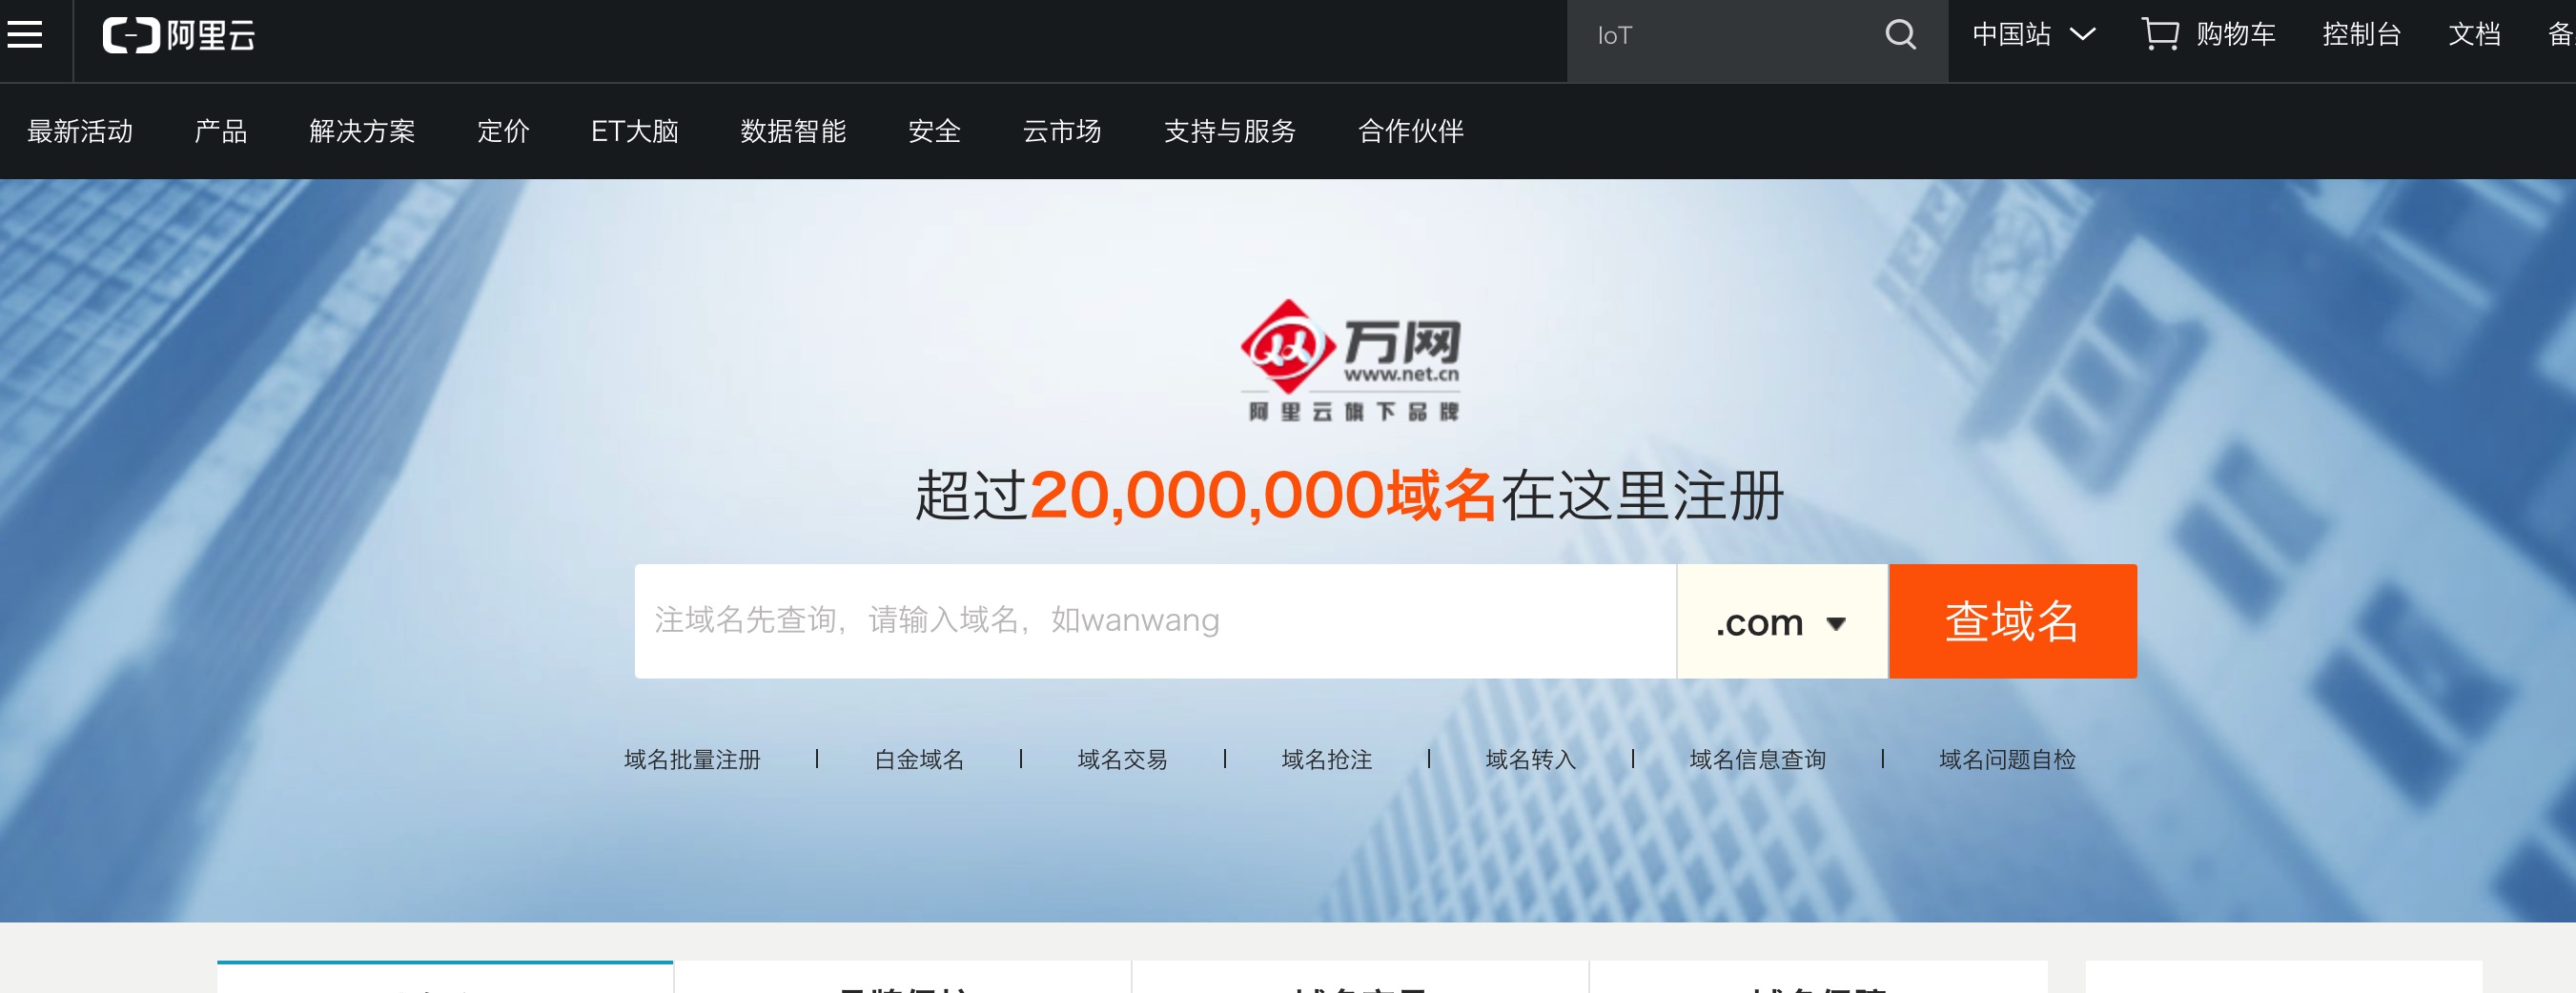 阿里云
IoT
中国站
购物车
控制台
文档
备
最新活动
产品
解决方案
定价
ET大脑
数据智能
安全
云市场
支持与服务
合作伙伴
万网
www.net.cn
阿里云旗下品牌
超过20,000,000域名在这里注册
注域名先查询，请输入域名，如wanwang
.com
查域名
域名批量注册
白金域名
域名交易
域名抢注
域名转入
域名信息查询
域名问题自检